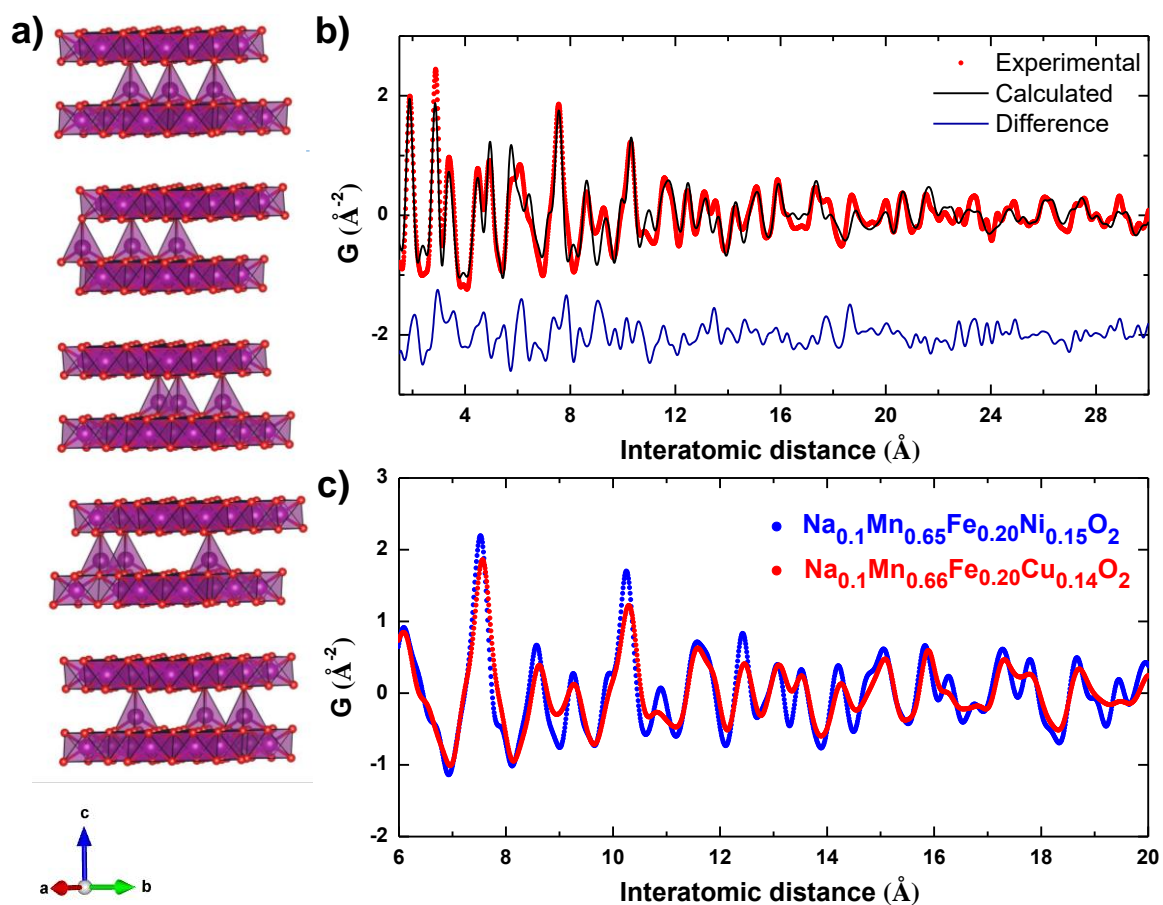 a)
c
a
b
b)
Experimental
Calculated
Difference
2
0
-2
G (Å⁻²)
4 8 12 16 20 24 28
Interatomic distance (Å)
c)
Na₀.₁Mn₀.₆₅Fe₀.₂₀Ni₀.₁₅O₂
Na₀.₁Mn₀.₆₆Fe₀.₂₀Cu₀.₁₄O₂
3
2
1
0
-1
-2
G (Å⁻²)
6 8 10 12 14 16 18 20
Interatomic distance (Å)